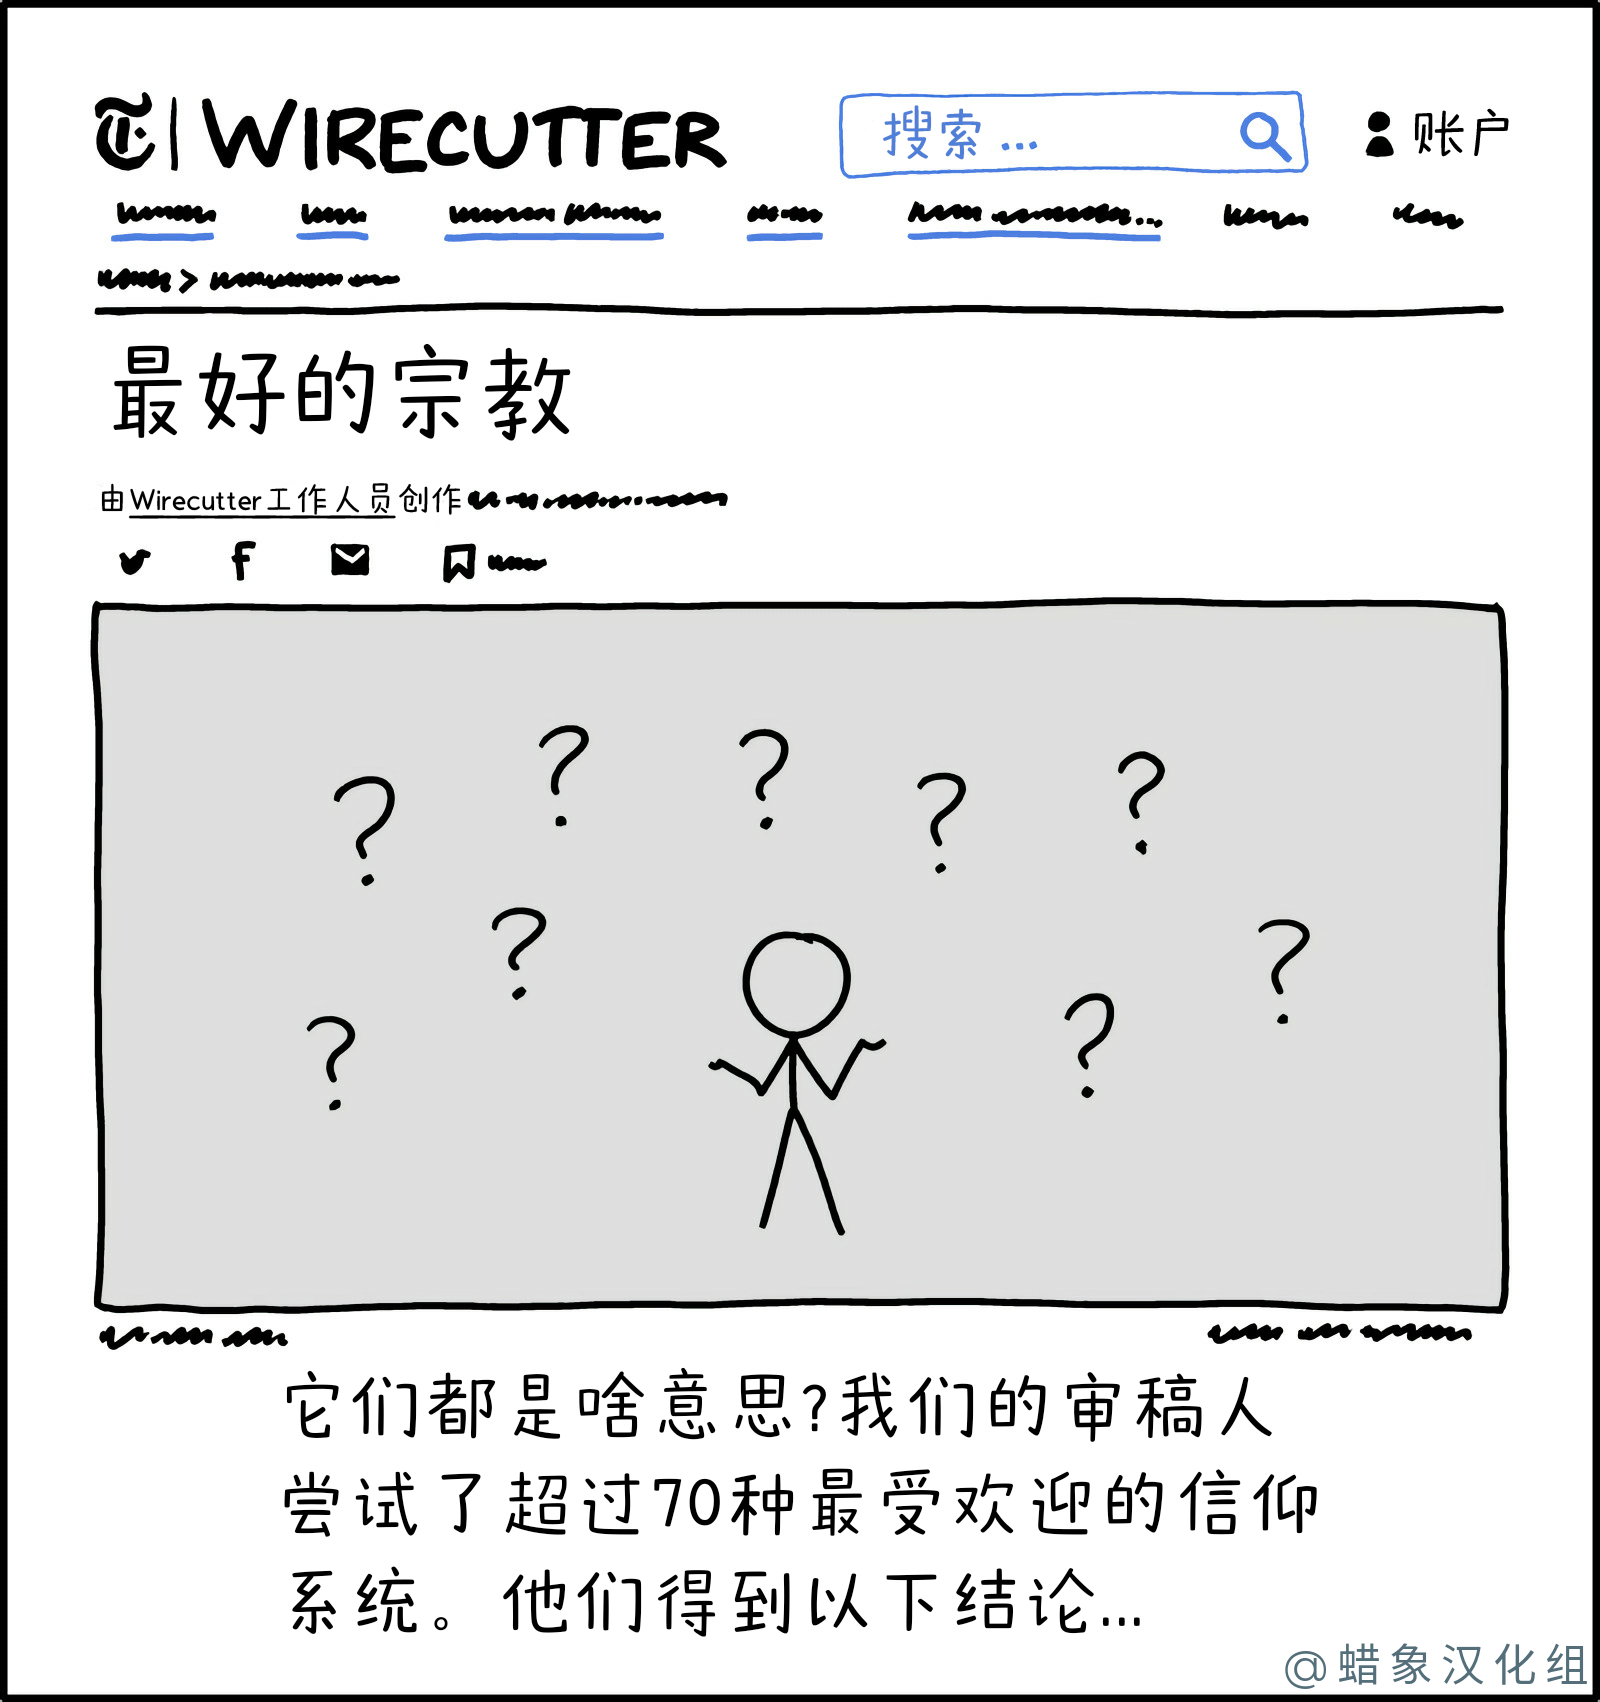 T | WIRECUTTER
搜索...
账户
>
最好的宗教
由Wirecutter工作人员创作
f
? ? ? ? ?
? ? ? ?
它们都是啥意思?我们的审稿人
尝试了超过70种最受欢迎的信仰
系统。他们得到以下结论...
@蜡象汉化组